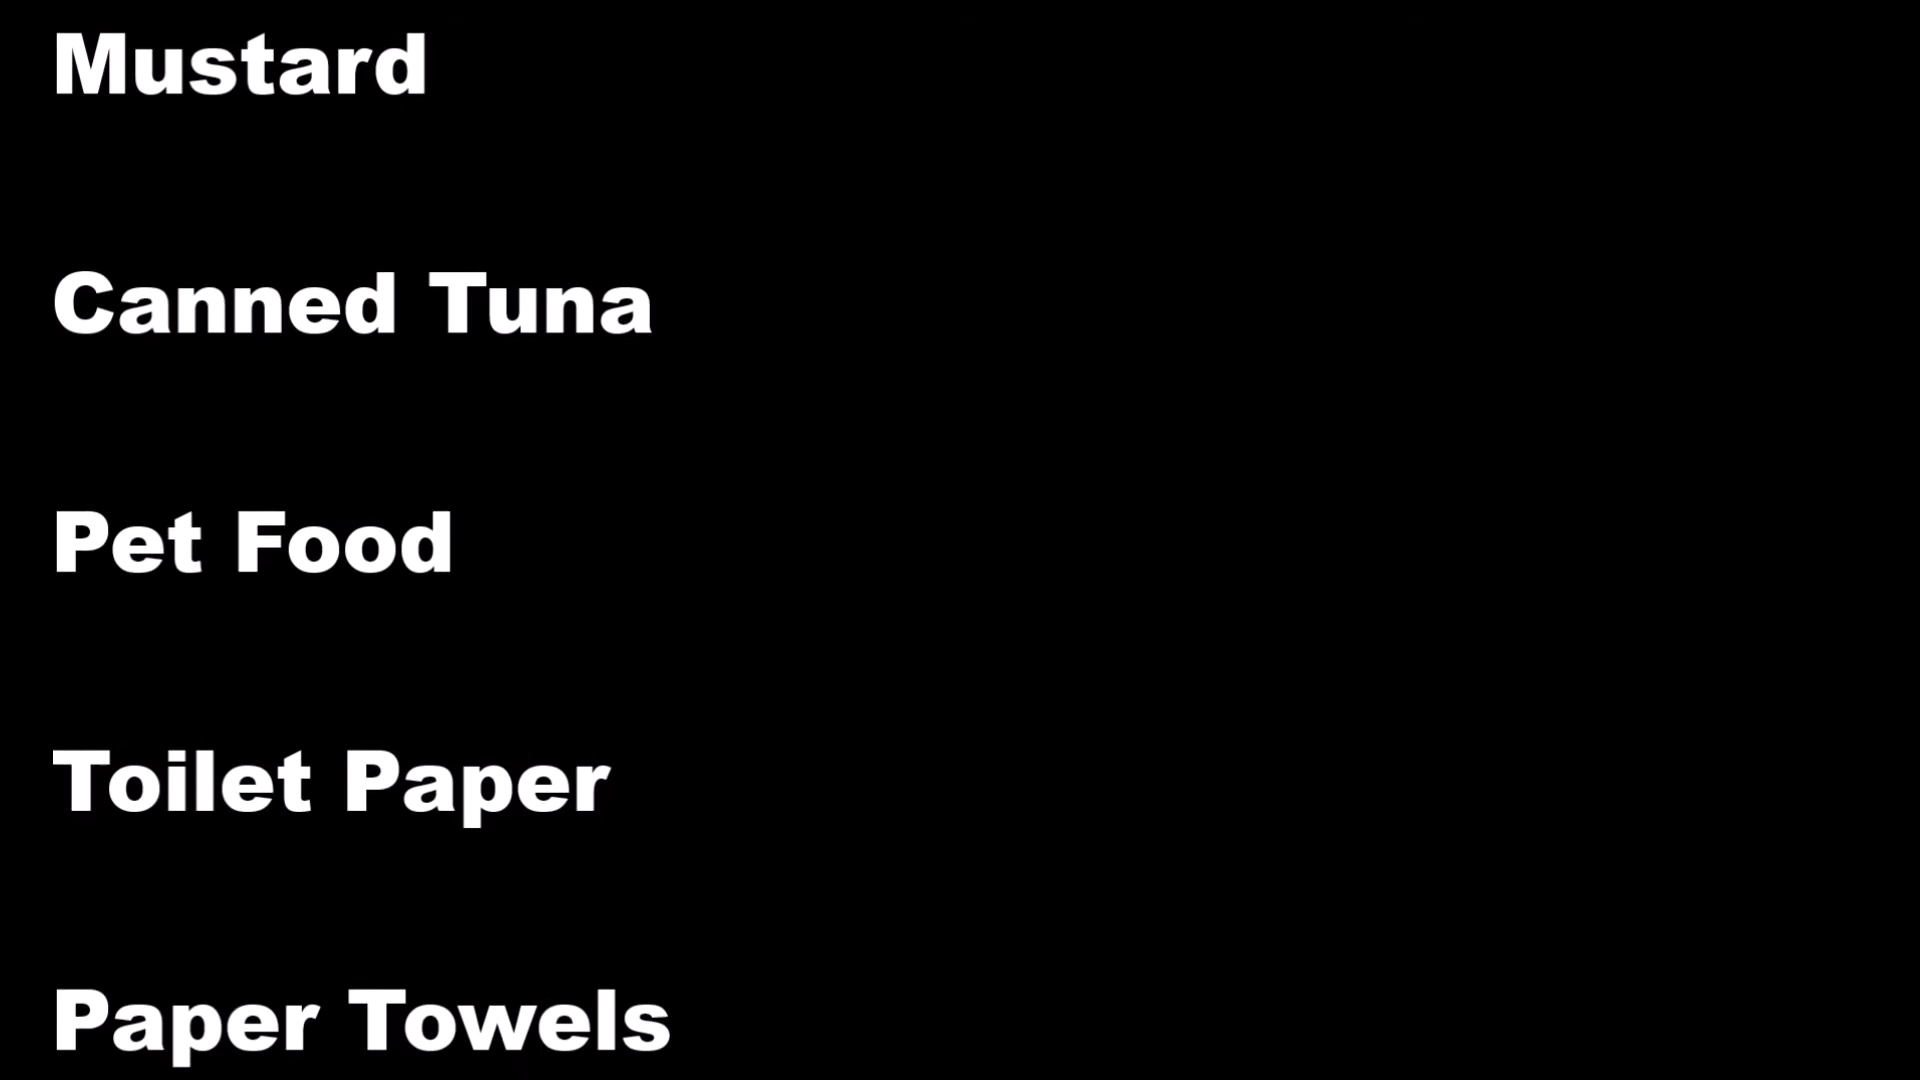 Mustard
Canned Tuna
Pet Food
Toilet Paper
Paper Towels